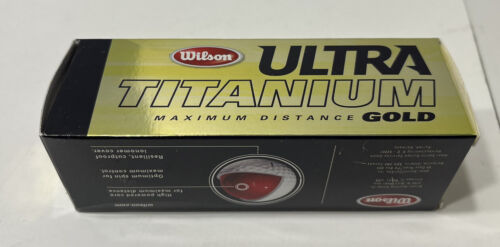 Wilson
ULTRA
TITANIUM
MAXIMUM DISTANCE GOLD
Wilson
High powered core
for maximum distance
Optimum spin for
maximum control
Resilient, cutproof
Ionomer cover.
wilson.com